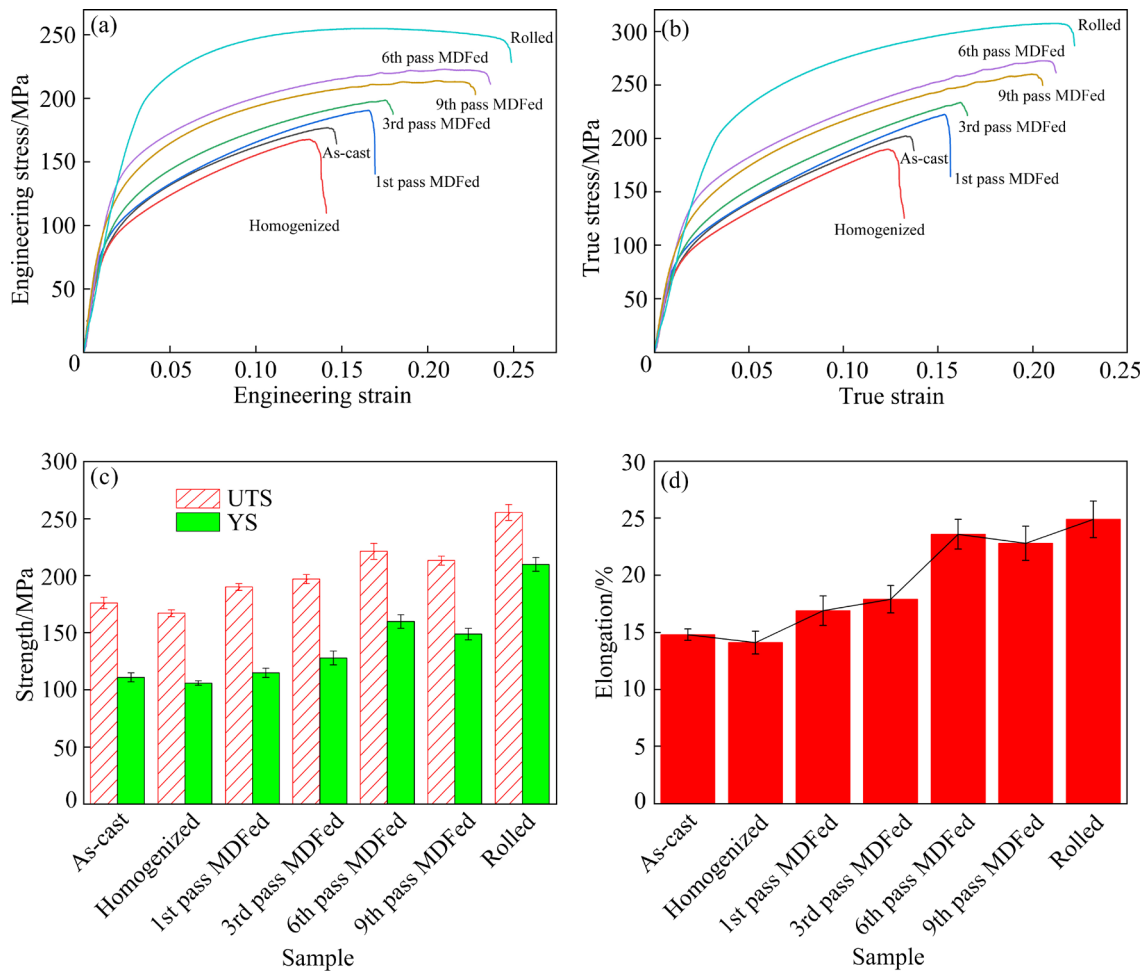 (a)
Engineering stress/MPa
250
200
150
100
50
0
0.05
0.10
0.15
0.20
0.25
Engineering strain
Rolled
6th pass MDFed
9th pass MDFed
3rd pass MDFed
As-cast
1st pass MDFed
Homogenized
(b)
True stress/MPa
300
250
200
150
100
50
0
0.05
0.10
0.15
0.20
0.25
True strain
Rolled
6th pass MDFed
9th pass MDFed
3rd pass MDFed
As-cast
1st pass MDFed
Homogenized
(c)
Strength/MPa
300
250
200
150
100
50
0
UTS
YS
As-cast
Homogenized
1st pass MDFed
3rd pass MDFed
6th pass MDFed
9th pass MDFed
Rolled
Sample
(d)
Elongation/%
30
25
20
15
10
5
0
As-cast
Homogenized
1st pass MDFed
3rd pass MDFed
6th pass MDFed
9th pass MDFed
Rolled
Sample